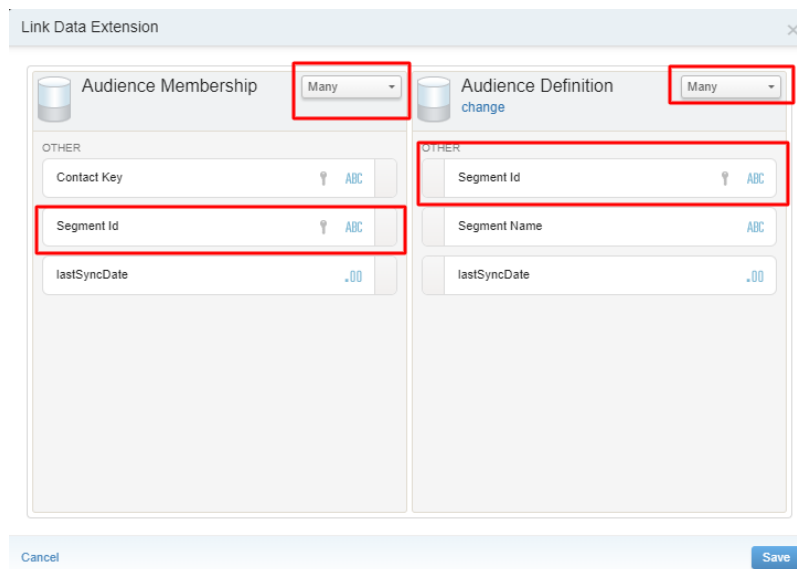 Link Data Extension
Audience Membership
Many
OTHER
Contact Key ABC
Segment Id ABC
lastSyncDate .00
Audience Definition
change
Many
OTHER
Segment Id ABC
Segment Name ABC
lastSyncDate .00
Cancel
Save